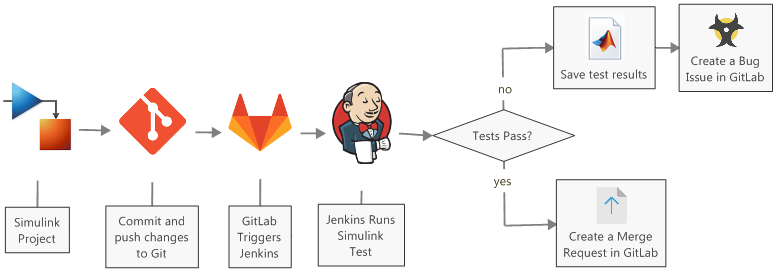 Simulink
Project
Commit and
push changes
to Git
GitLab
Triggers
Jenkins
Jenkins Runs
Simulink
Test
Tests Pass?
no
Save test results
Create a Bug
Issue in GitLab
yes
Create a Merge
Request in GitLab